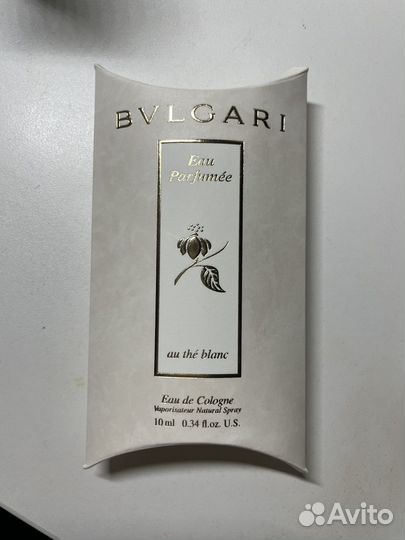 BVLGARI
Eau
Parfumée
au thé blanc
Eau de Cologne
Vaporisateur Natural Spray
10 ml 0.34 fl.oz. U.S.
Avito